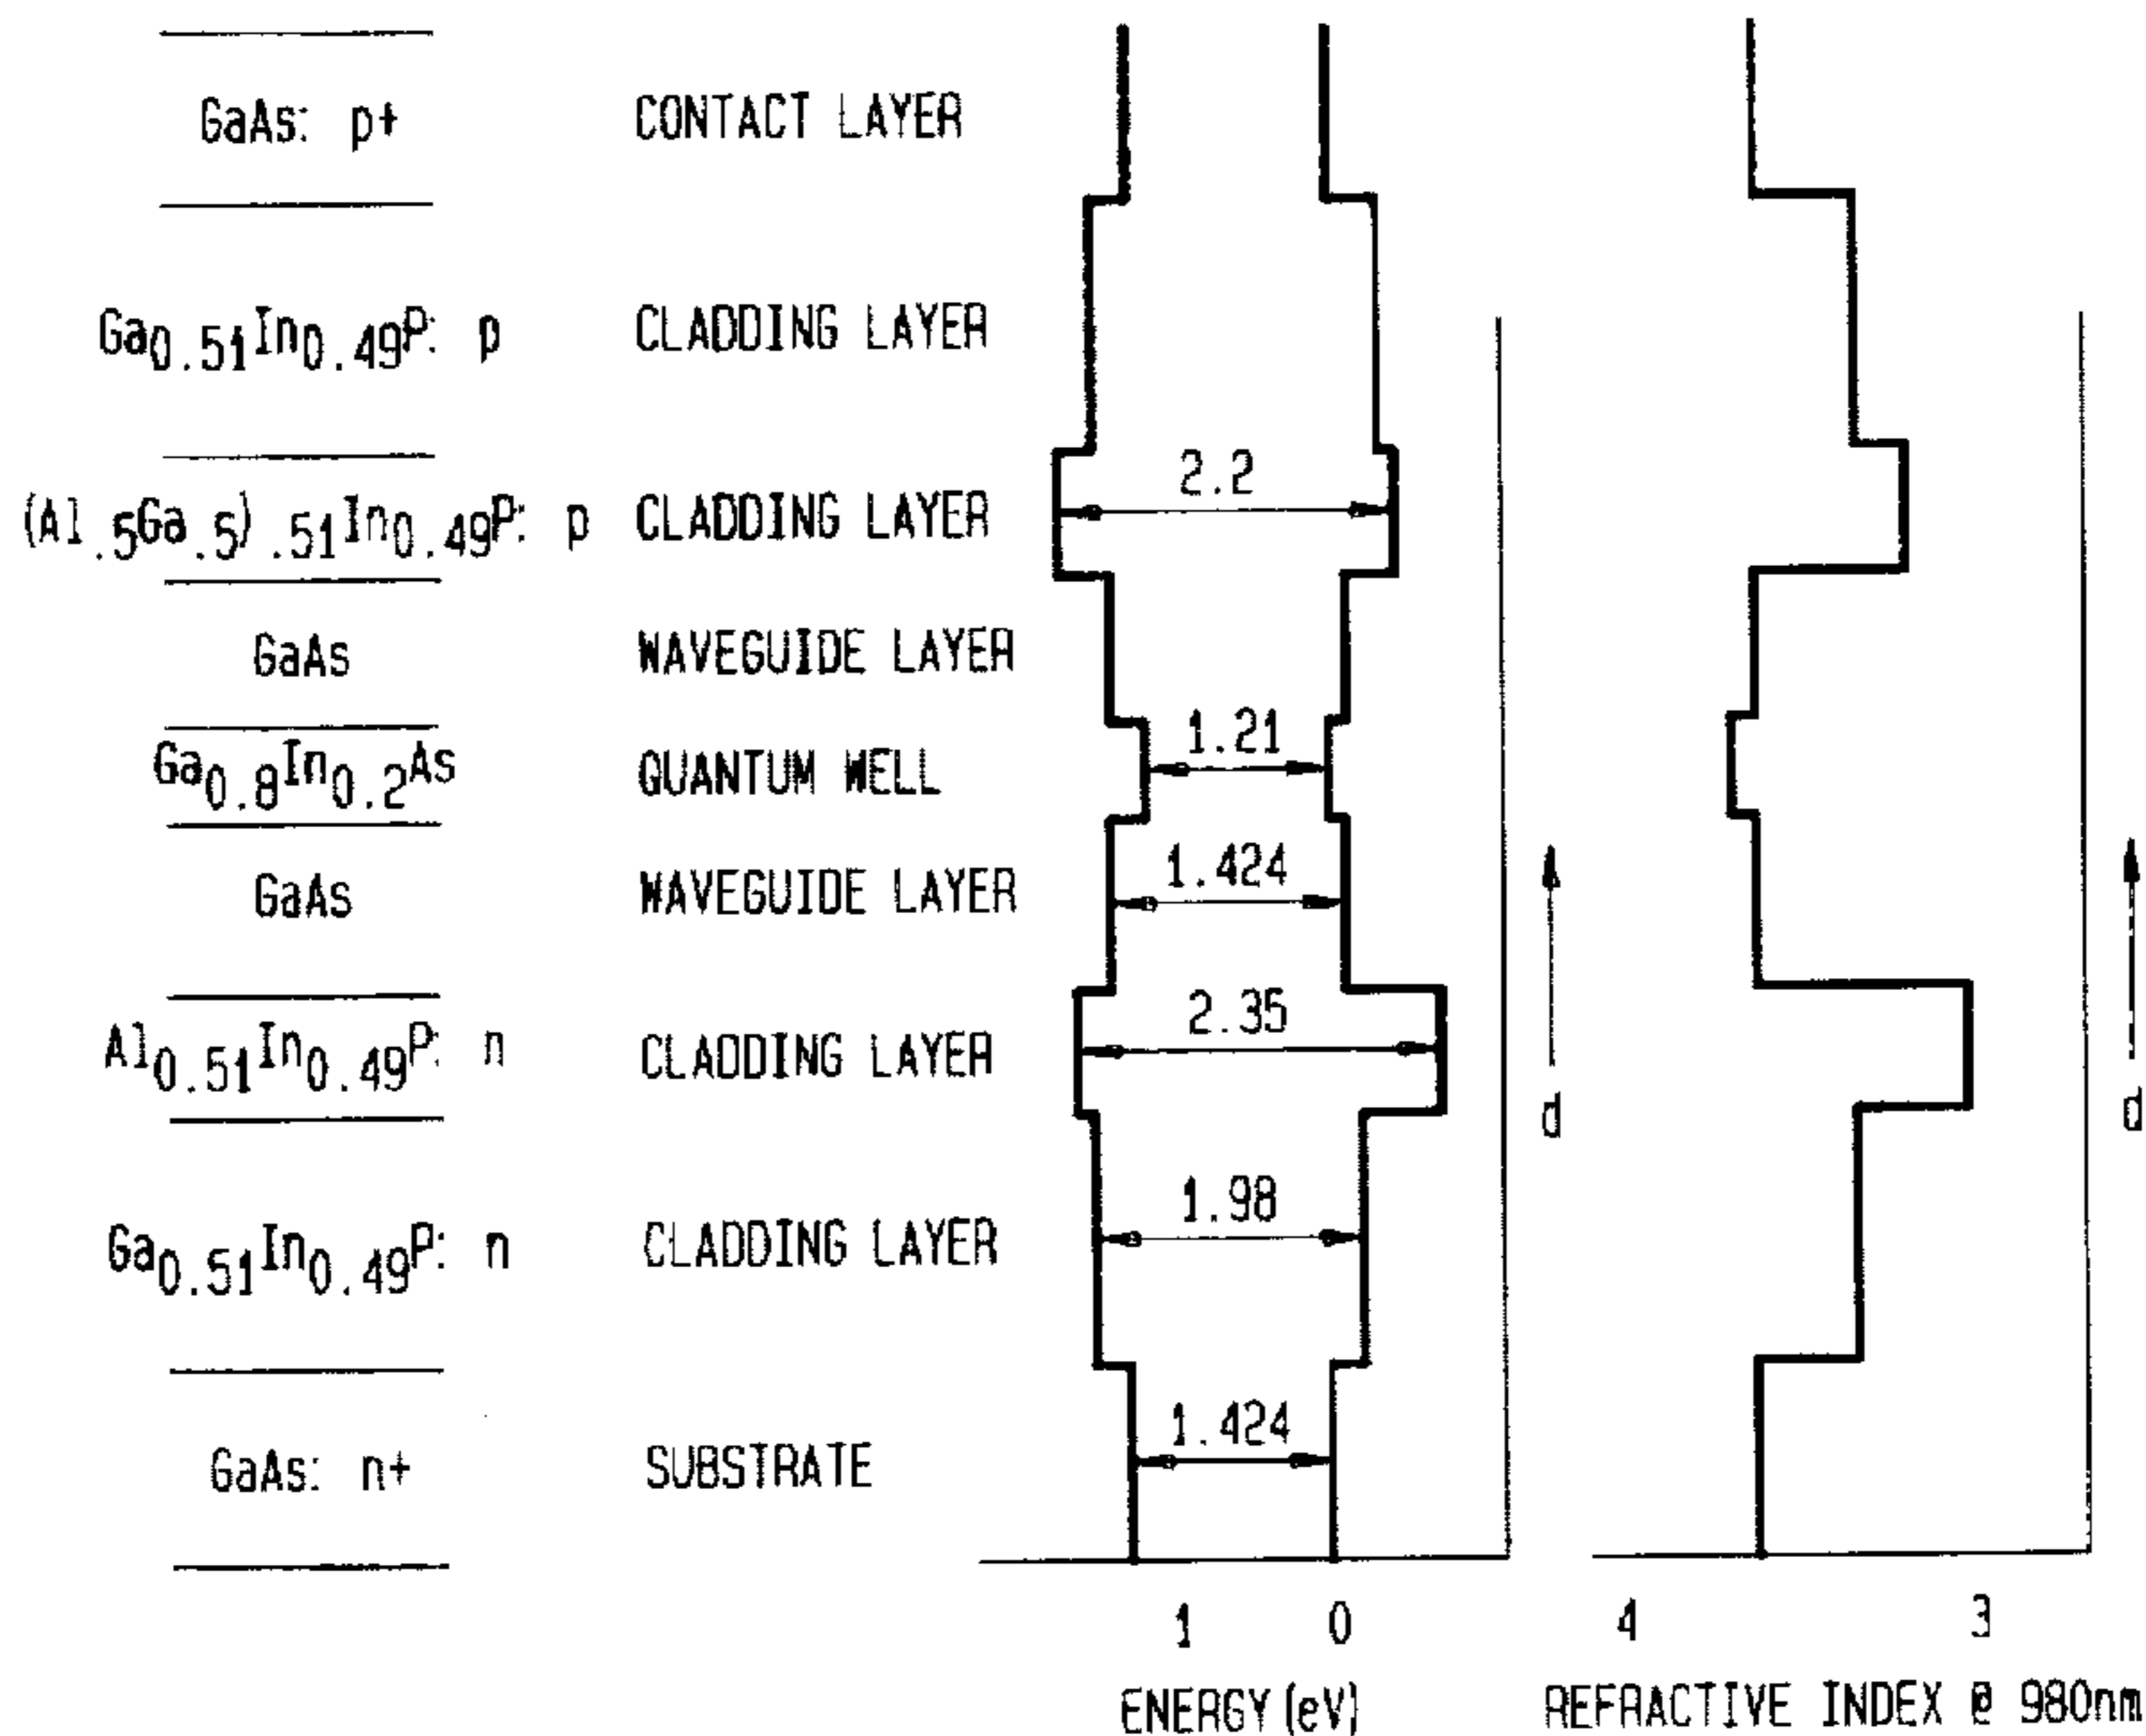 GaAs: p+ CONTACT LAYER
Ga0.51In0.49P: p CLADDING LAYER
2.2
(Al.5Ga.5).51In0.49P: p CLADDING LAYER
GaAs WAVEGUIDE LAYER
1.21
Ga0.8In0.2As QUANTUM WELL
1.424
GaAs WAVEGUIDE LAYER
2.35
Al0.51In0.49P: n CLADDING LAYER
d d
1.98
Ga0.51In0.49P: n CLADDING LAYER
1.424
GaAs: n+ SUBSTRATE
1 0 4 3
ENERGY (eV) REFRACTIVE INDEX @ 980nm